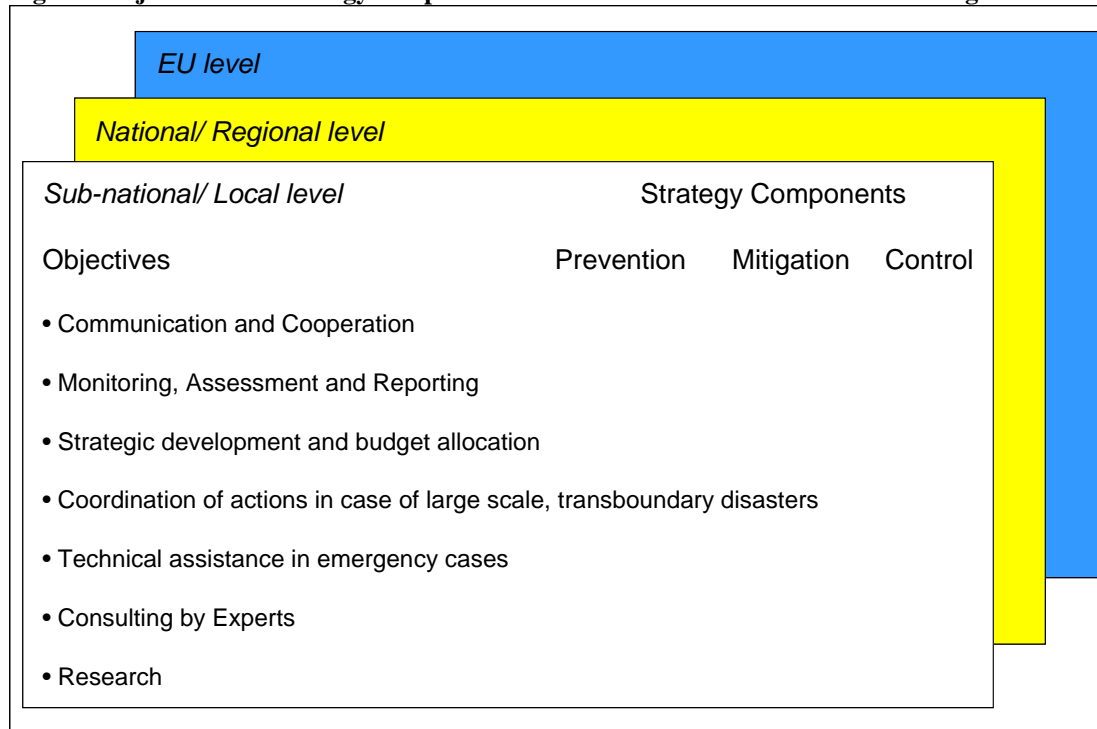 EU level
National/ Regional level
Sub-national/ Local level Strategy Components
Objectives Prevention Mitigation Control
• Communication and Cooperation
• Monitoring, Assessment and Reporting
• Strategic development and budget allocation
• Coordination of actions in case of large scale, transboundary disasters
• Technical assistance in emergency cases
• Consulting by Experts
• Research